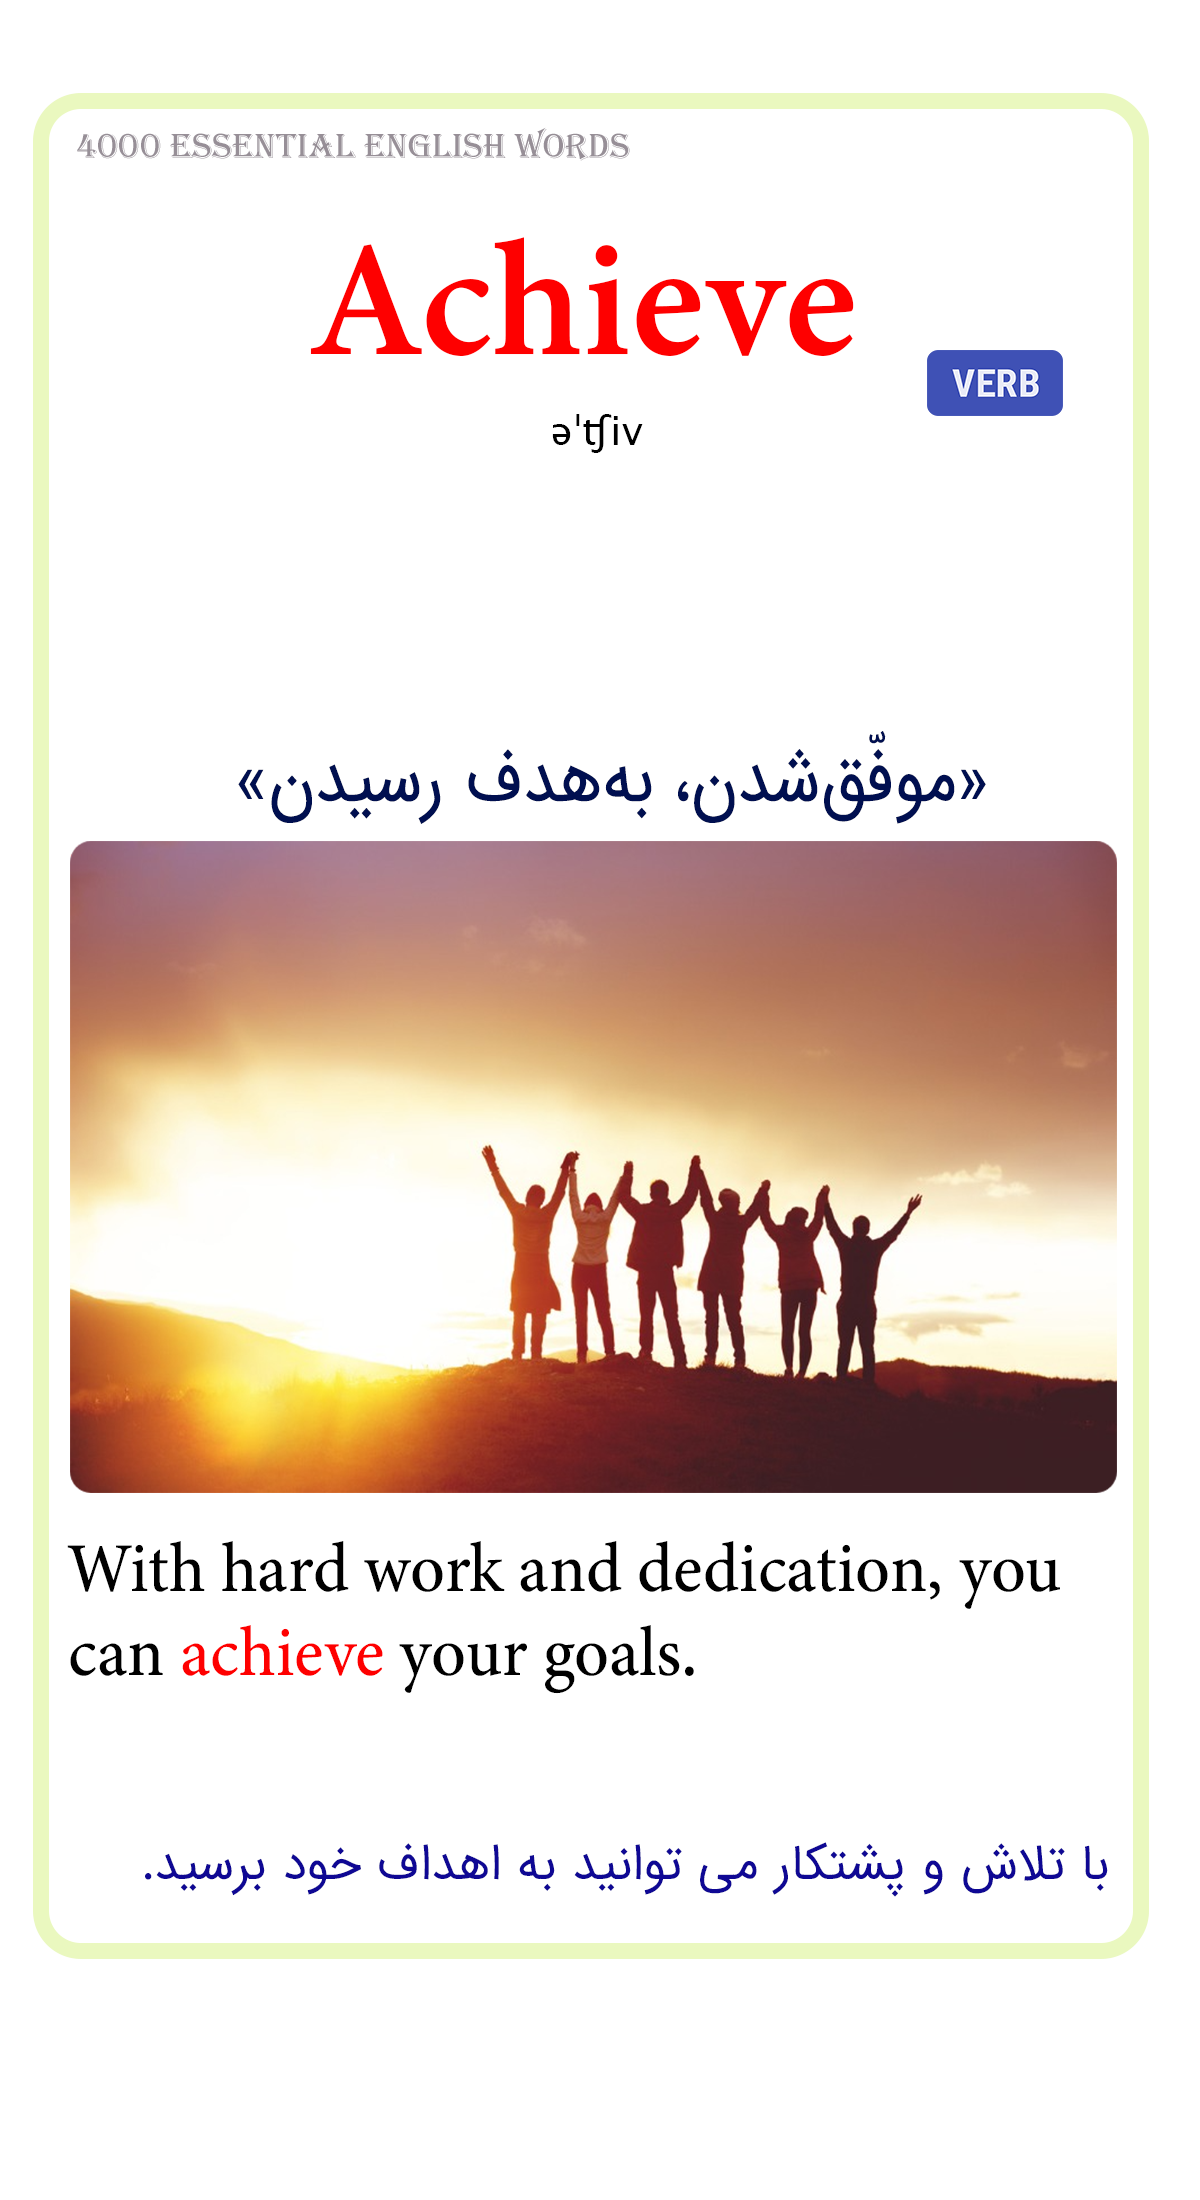 4000 ESSENTIAL ENGLISH WORDS
Achieve
VERB
əˈʧiv
«موفّق‌شدن، به‌هدف رسیدن»
With hard work and dedication, you
can achieve your goals.
با تلاش و پشتکار می توانید به اهداف خود برسید.